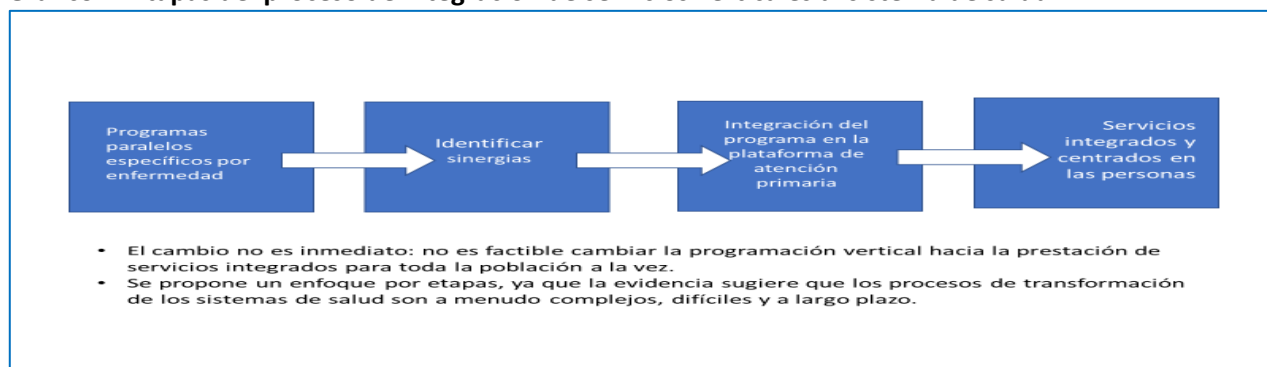 Programas
paralelos
específicos por
enfermedad
Identificar
sinergias
Integración del
programa en la
plataforma de
atención
primaria
Servicios
integrados y
centrados en
las personas
• El cambio no es inmediato: no es factible cambiar la programación vertical hacia la prestación de
servicios integrados para toda la población a la vez.
• Se propone un enfoque por etapas, ya que la evidencia sugiere que los procesos de transformación
de los sistemas de salud son a menudo complejos, difíciles y a largo plazo.